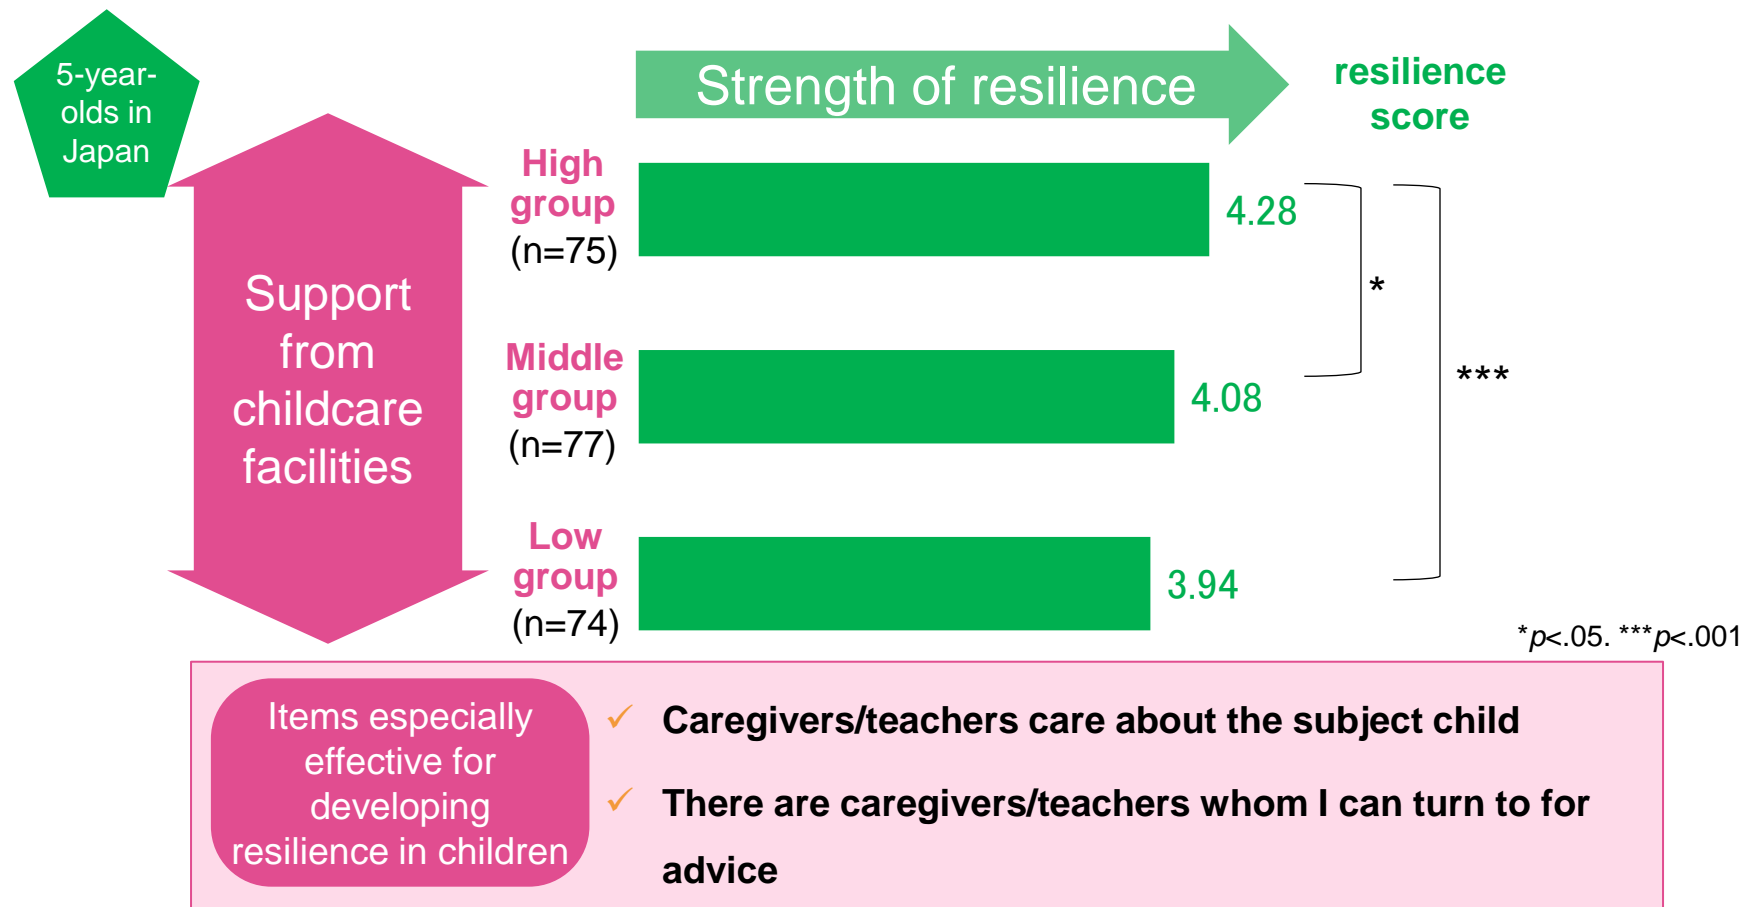 5-year-
olds in
Japan
Strength of resilience
resilience
score
Support
from
childcare
facilities
High
group
(n=75)
4.28
*
Middle
group
(n=77)
4.08
***
Low
group
(n=74)
3.94
*p<.05. ***p<.001
Items especially
effective for
developing
resilience in children
✓ Caregivers/teachers care about the subject child
✓ There are caregivers/teachers whom I can turn to for
advice